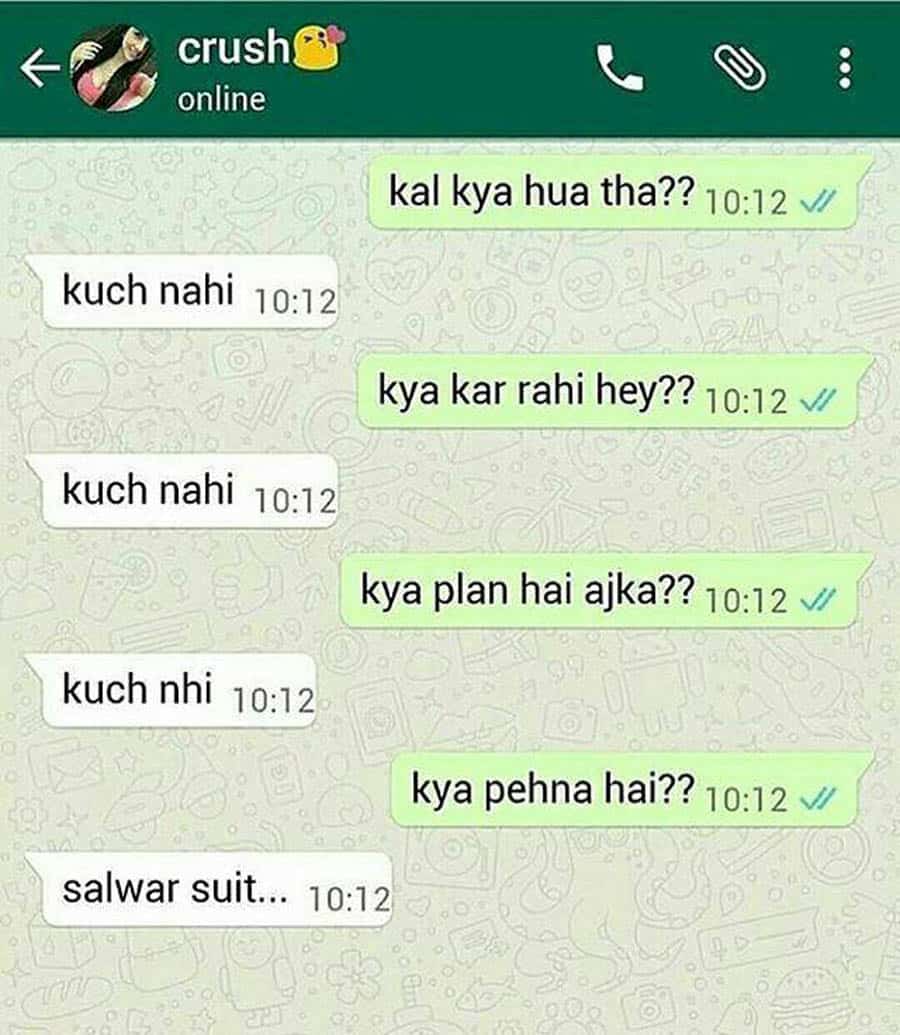 crush
online
kal kya hua tha?? 10:12
kuch nahi 10:12
kya kar rahi hey?? 10:12
kuch nahi 10:12
kya plan hai ajka?? 10:12
kuch nhi 10:12
kya pehna hai?? 10:12
salwar suit... 10:12